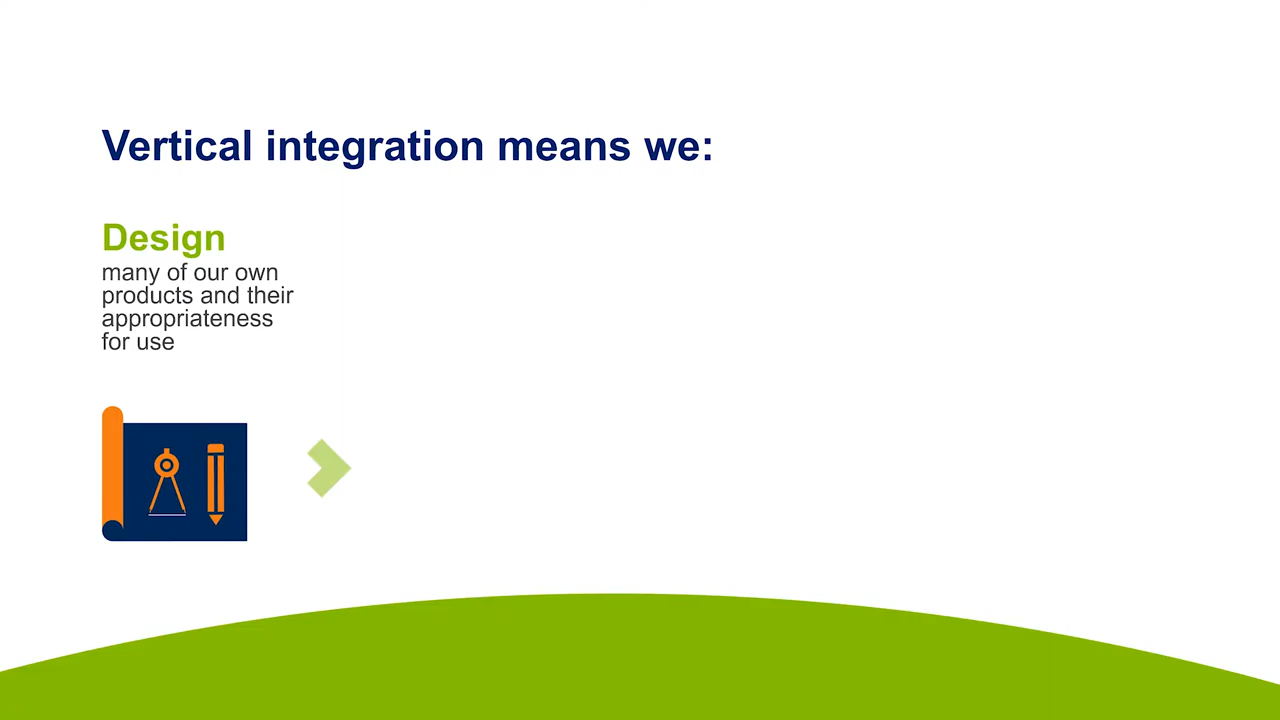 Vertical integration means we:
Design
many of our own
products and their
appropriateness
for use